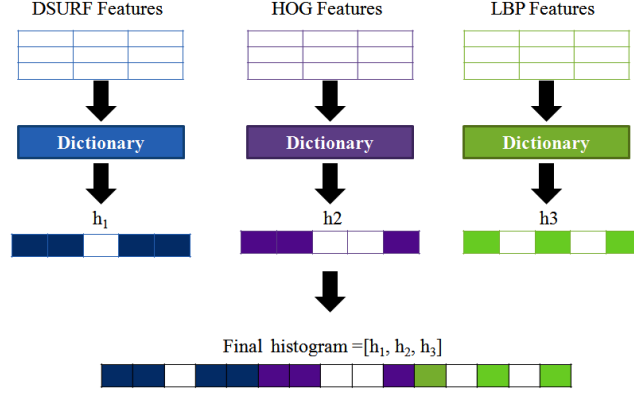 DSURF Features HOG Features LBP Features
Dictionary Dictionary Dictionary
h₁ h2 h3
Final histogram =[h₁, h₂, h₃]